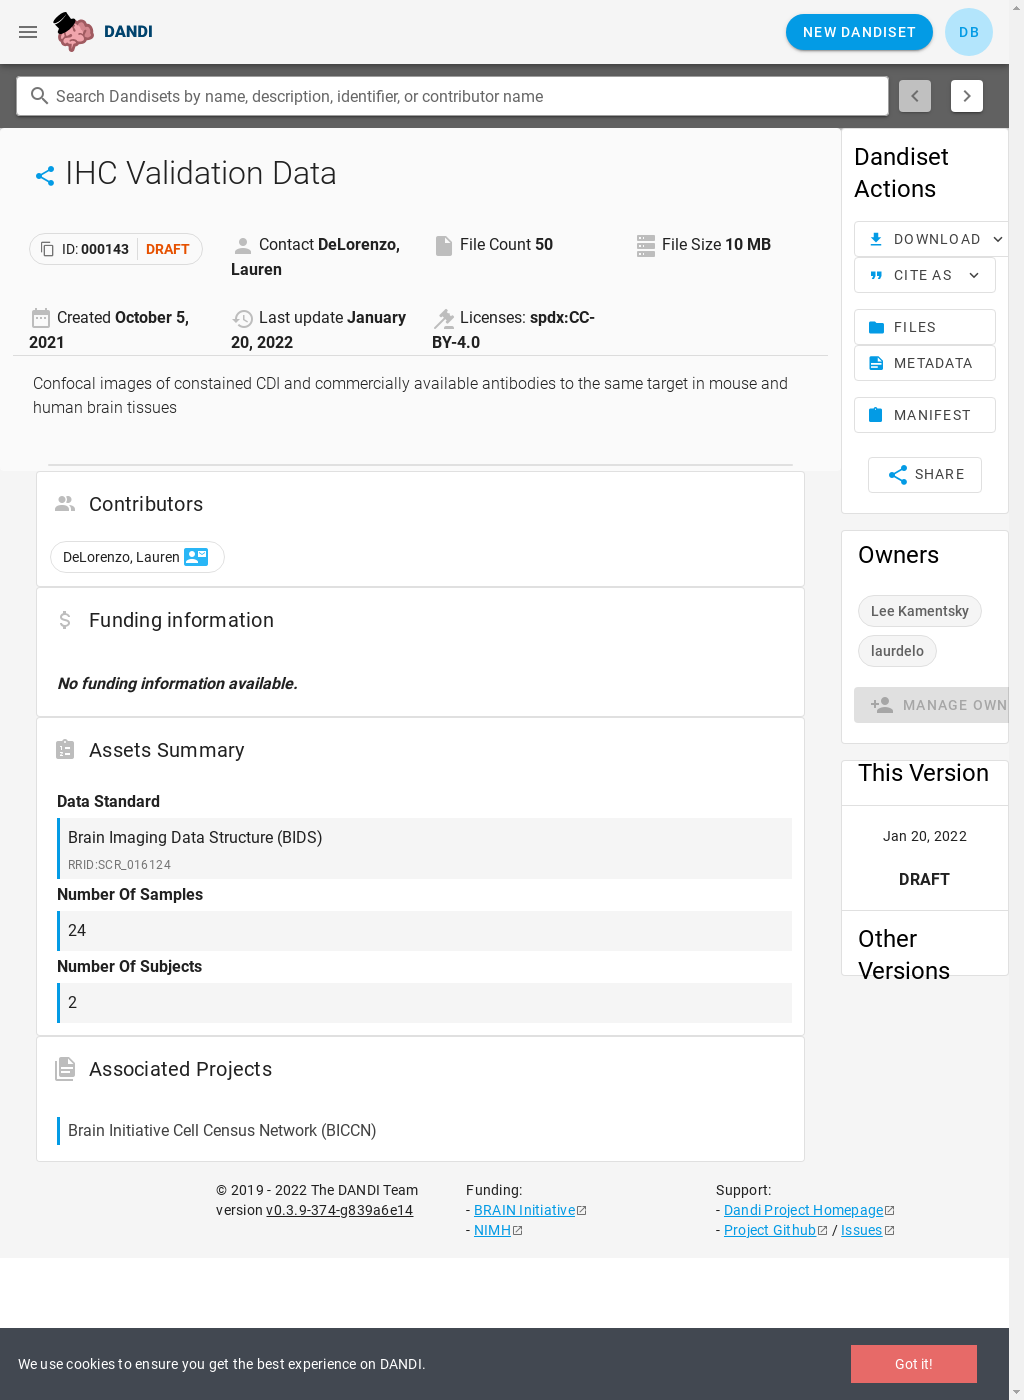 DANDI
NEW DANDISET
DB
Search Dandisets by name, description, identifier, or contributor name
IHC Validation Data
ID: 000143 DRAFT
Contact DeLorenzo, Lauren
File Count 50
File Size 10 MB
Created October 5, 2021
Last update January 20, 2022
Licenses: spdx:CC-BY-4.0
Confocal images of constained CDI and commercially available antibodies to the same target in mouse and
human brain tissues
Contributors
DeLorenzo, Lauren
Funding information
No funding information available.
Assets Summary
Data Standard
Brain Imaging Data Structure (BIDS)
RRID:SCR_016124
Number Of Samples
24
Number Of Subjects
2
Associated Projects
Brain Initiative Cell Census Network (BICCN)
Dandiset
Actions
DOWNLOAD
CITE AS
FILES
METADATA
MANIFEST
SHARE
Owners
Lee Kamentsky
laurdelo
MANAGE OWN
This Version
Jan 20, 2022
DRAFT
Other
Versions
© 2019 - 2022 The DANDI Team
version v0.3.9-374-g839a6e14
Funding:
- BRAIN Initiative
- NIMH
Support:
- Dandi Project Homepage
- Project Github / Issues
We use cookies to ensure you get the best experience on DANDI.
Got it!